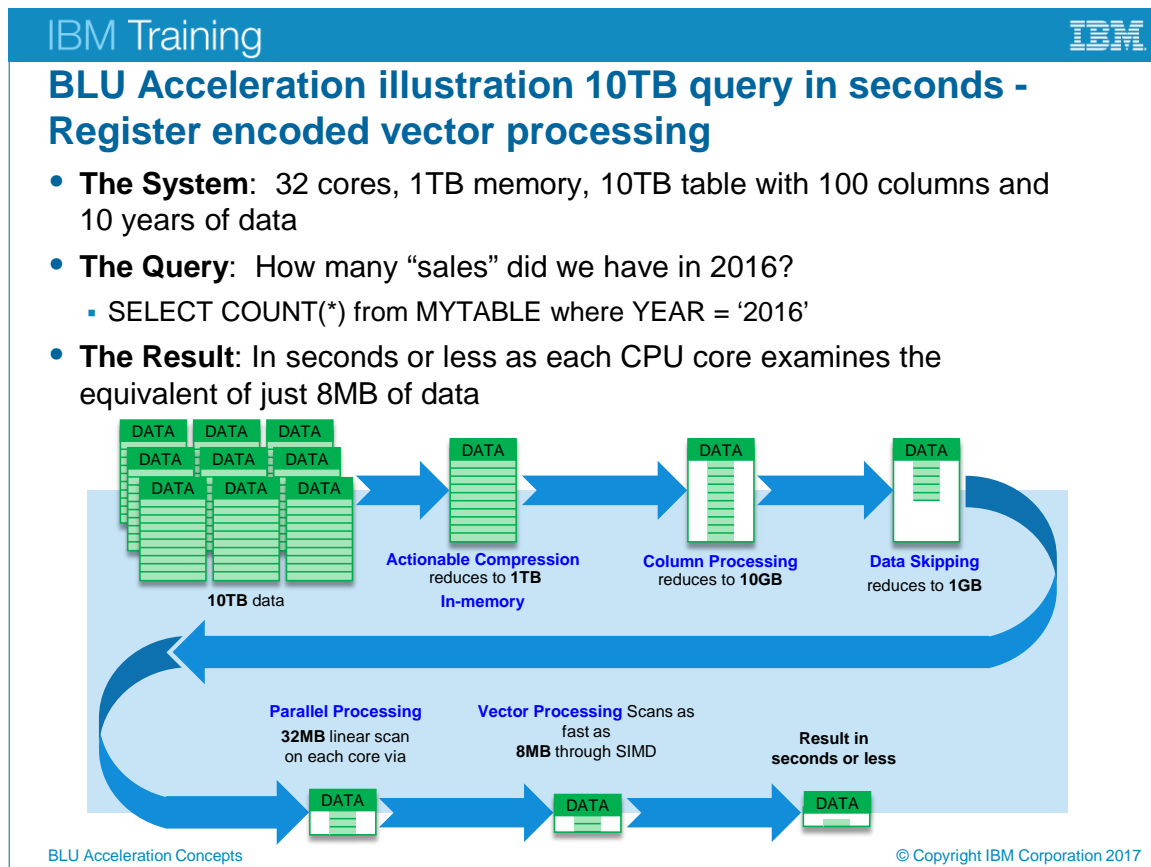 IBM Training
IBM
BLU Acceleration illustration 10TB query in seconds -
Register encoded vector processing
• The System:  32 cores, 1TB memory, 10TB table with 100 columns and
10 years of data
• The Query:  How many “sales” did we have in 2016?
▪ SELECT COUNT(*) from MYTABLE where YEAR = ‘2016’
• The Result: In seconds or less as each CPU core examines the
equivalent of just 8MB of data
DATA DATA DATA
DATA DATA DATA
DATA DATA DATA
10TB data
DATA
Actionable Compression
reduces to 1TB
In-memory
DATA
Column Processing
reduces to 10GB
DATA
Data Skipping
reduces to 1GB
Parallel Processing
32MB linear scan
on each core via
DATA
Vector Processing Scans as
fast as
8MB through SIMD
DATA
Result in
seconds or less
DATA
BLU Acceleration Concepts
© Copyright IBM Corporation 2017